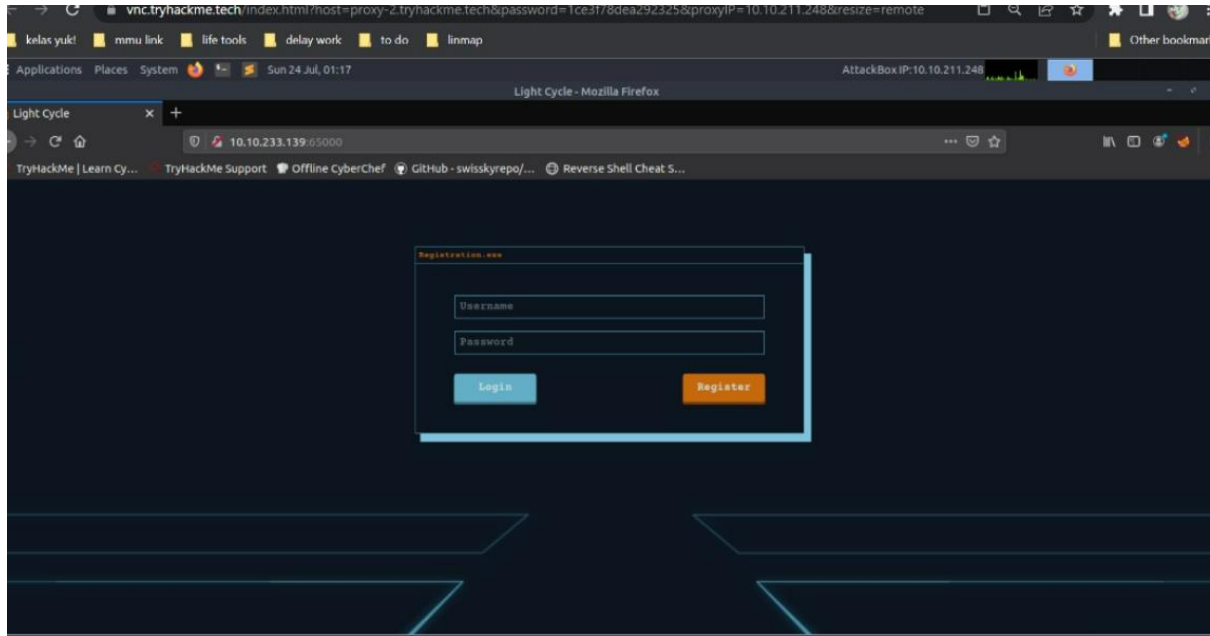 vnc.tryhackme.tech/index.html?host=proxy-2.tryhackme.tech&password=1ce3f78dea292325&proxyIP=10.10.211.248&resize=remote
kelas yuk! mmu link life tools delay work to do linmap Other bookmar
Applications Places System Sun 24 Jul, 01:17 AttackBox IP:10.10.211.248
Light Cycle - Mozilla Firefox
Light Cycle
10.10.233.139:65000
TryHackMe | Learn Cy... TryHackMe Support Offline CyberChef GitHub - swisskyrepo/... Reverse Shell Cheat S...
Registration.exe
Username
Password
Login Register